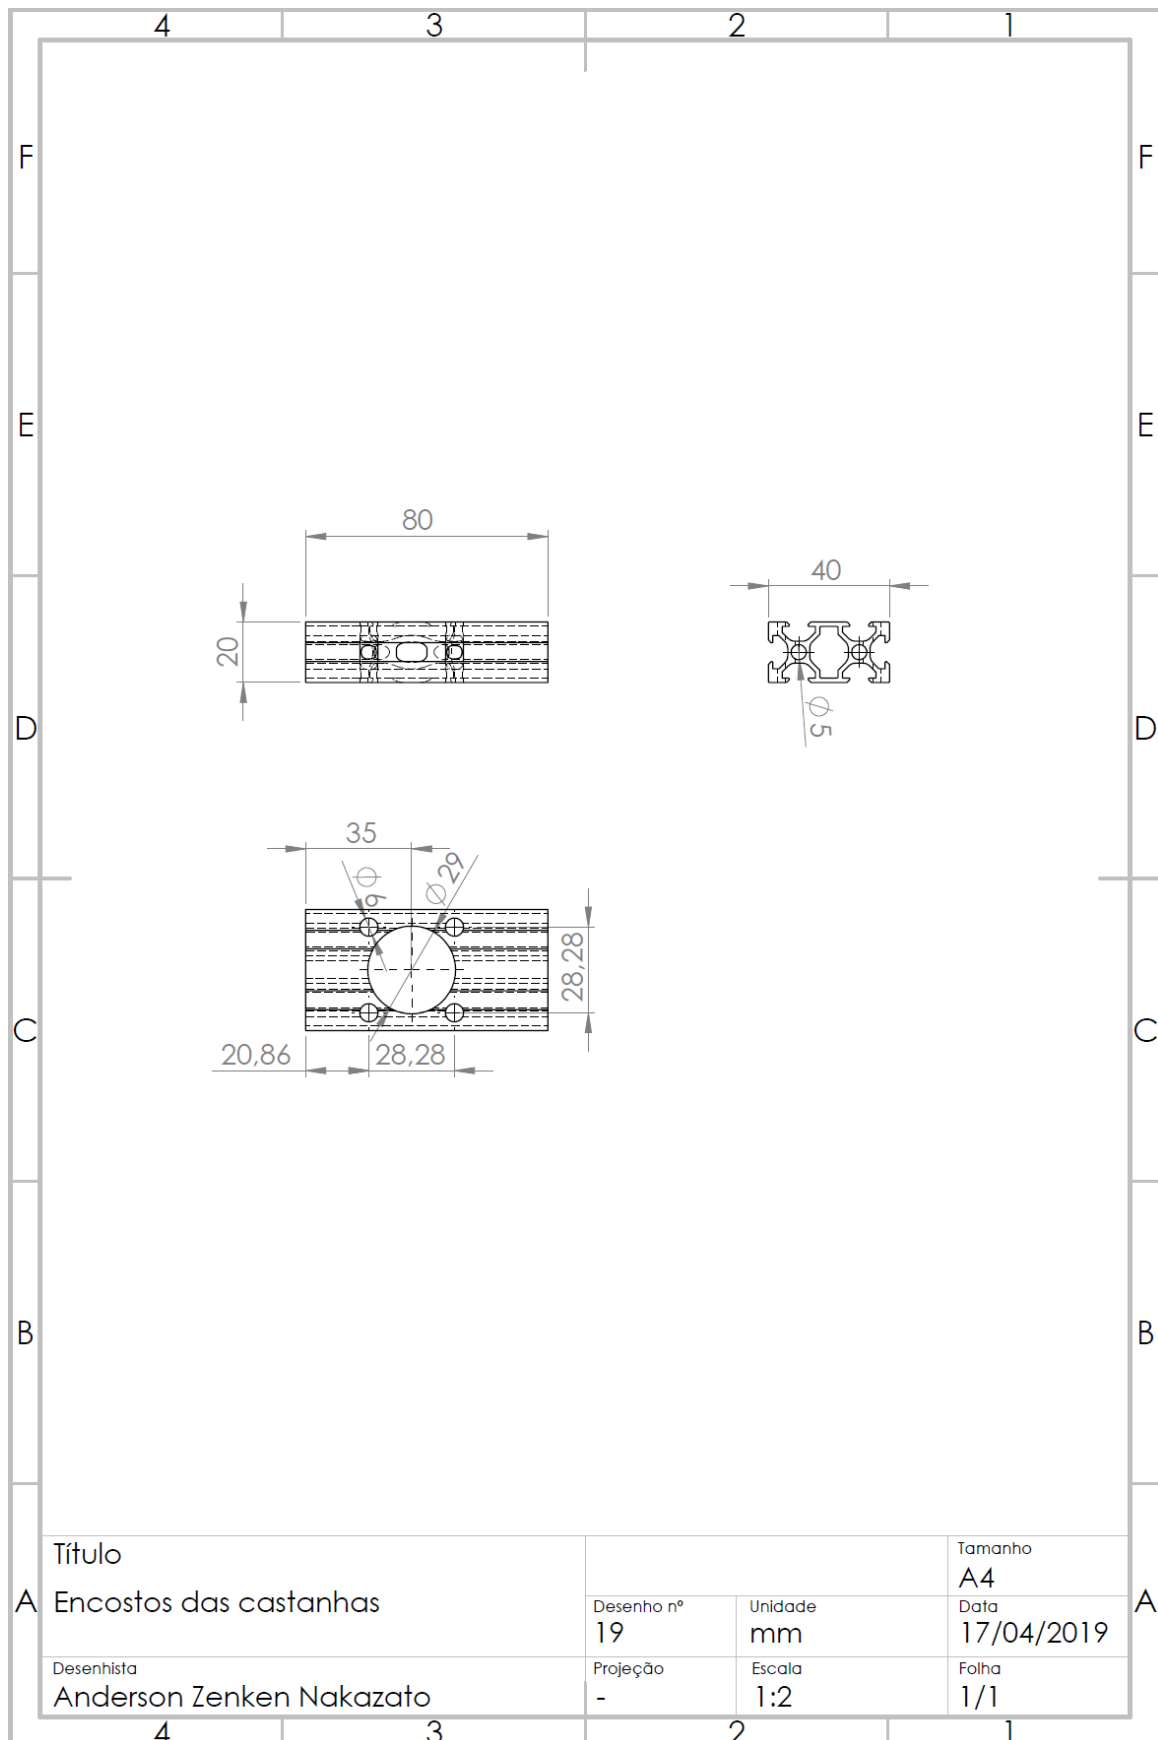 4 3 2 1
F F
E E
80
40
20
D D
∅ 5
35
∅ 6
∅ 29
28,28
C C
20,86 28,28
B B
Título
Tamanho
A4
A Encostos das castanhas A
Desenho nº Unidade Data
19 mm 17/04/2019
Desenhista Projeção Escala Folha
Anderson Zenken Nakazato - 1:2 1/1
4 3 2 1